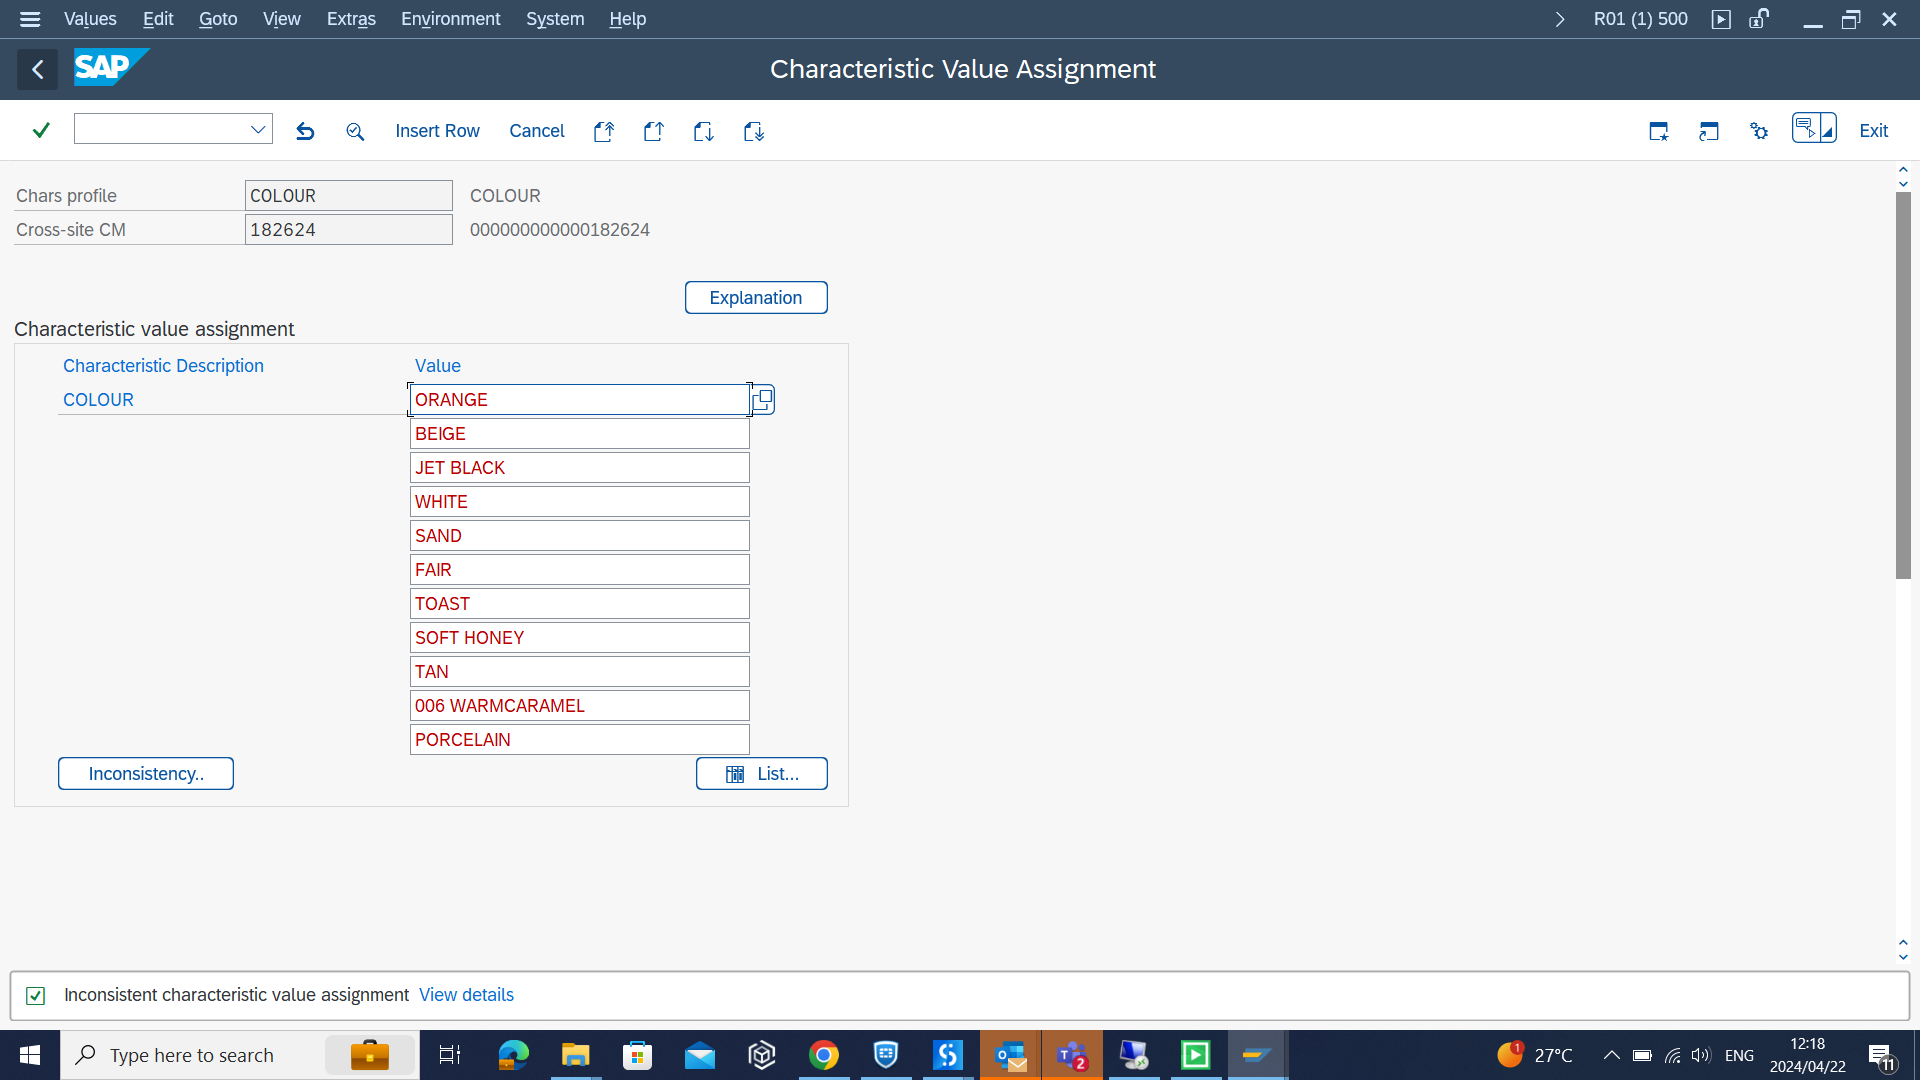 Values Edit Goto View Extras Environment System Help R01 (1) 500
SAP Characteristic Value Assignment
Insert Row Cancel Exit
Chars profile COLOUR COLOUR
Cross-site CM 182624 000000000000182624
Explanation
Characteristic value assignment
Characteristic Description Value
COLOUR ORANGE
BEIGE
JET BLACK
WHITE
SAND
FAIR
TOAST
SOFT HONEY
TAN
006 WARMCARAMEL
PORCELAIN
Inconsistency.. List...
Inconsistent characteristic value assignment View details
Type here to search 2 1 27°C ENG 12:18
2024/04/22 11